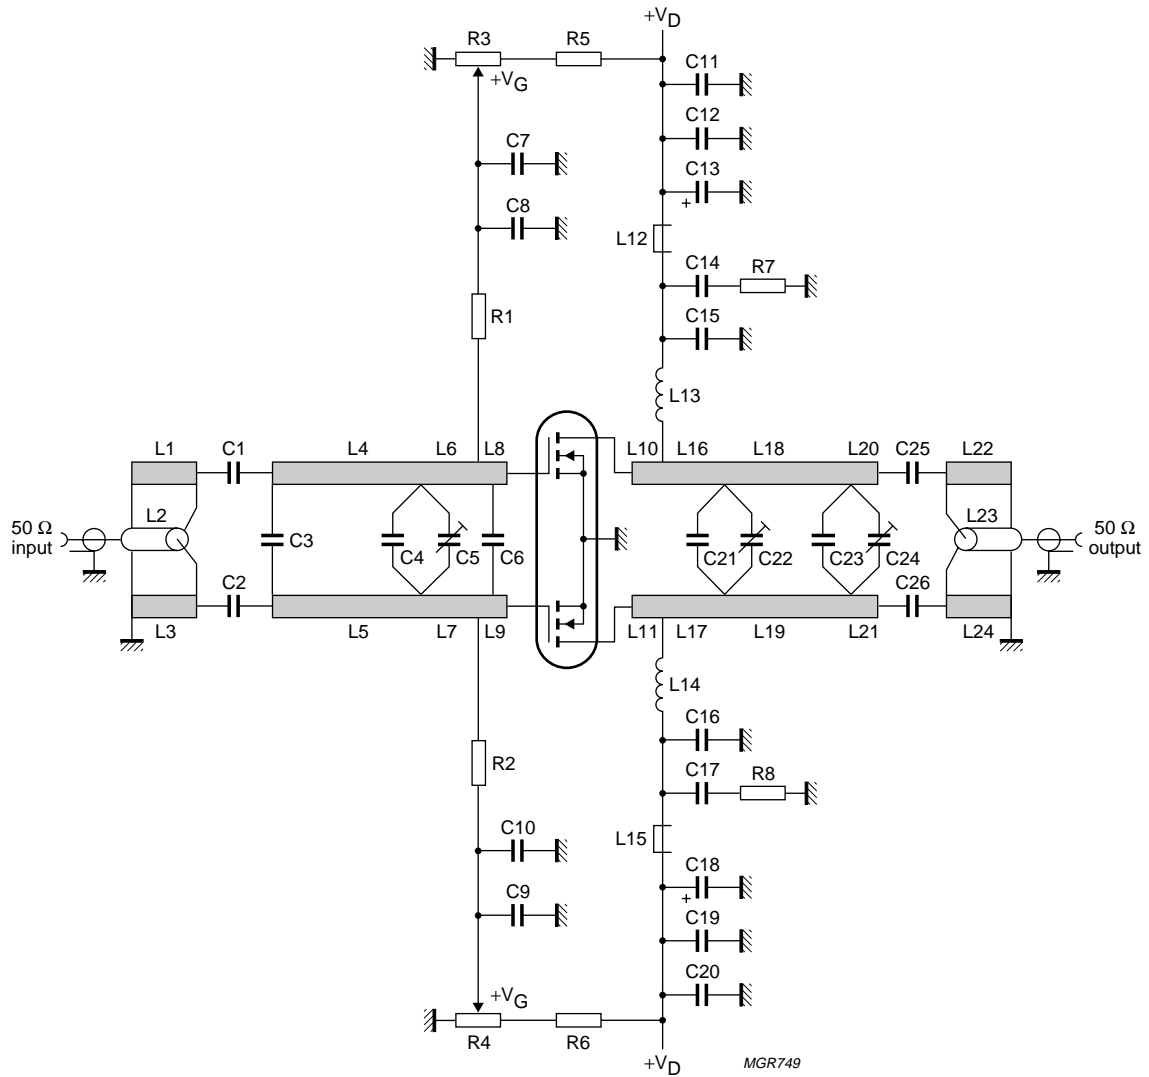 +VD
R3
R5
+VG
C11
C12
C13
+
C7
C8
L12
C14
R7
C15
R1
L13
L1
C1
L4
L6
L8
L10
L16
L18
L20
C25
L22
50 Ω
input
L2
C3
C4
C5
C6
C21
C22
C23
C24
L23
50 Ω
output
C2
L3
L5
L7
L9
L11
L17
L19
L21
C26
L24
L14
C16
R2
C17
R8
C10
L15
C18
+
C9
C19
C20
+VG
R4
R6
+VD
MGR749